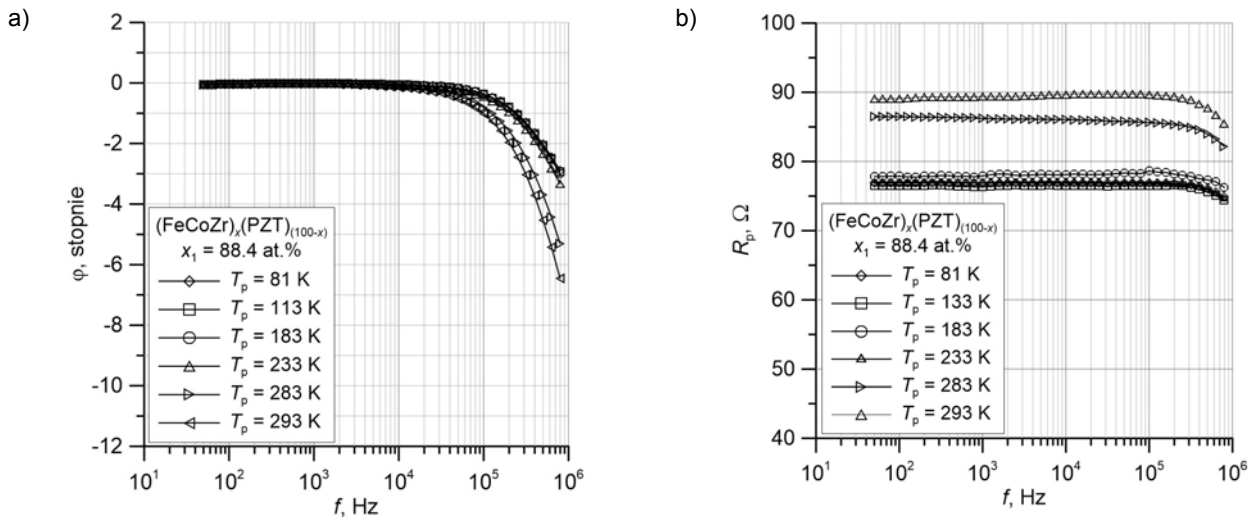 a)
2
0
-2
-4
-6
-8
-10
-12
φ, stopnie
(FeCoZr)x(PZT)(100-x)
x1 = 88.4 at.%
Tp = 81 K
Tp = 113 K
Tp = 183 K
Tp = 233 K
Tp = 283 K
Tp = 293 K
10^1 10^2 10^3 10^4 10^5 10^6
f, Hz
b)
100
90
80
70
60
50
40
Rp, Ω
(FeCoZr)x(PZT)(100-x)
x1 = 88.4 at.%
Tp = 81 K
Tp = 133 K
Tp = 183 K
Tp = 233 K
Tp = 283 K
Tp = 293 K
10^1 10^2 10^3 10^4 10^5 10^6
f, Hz